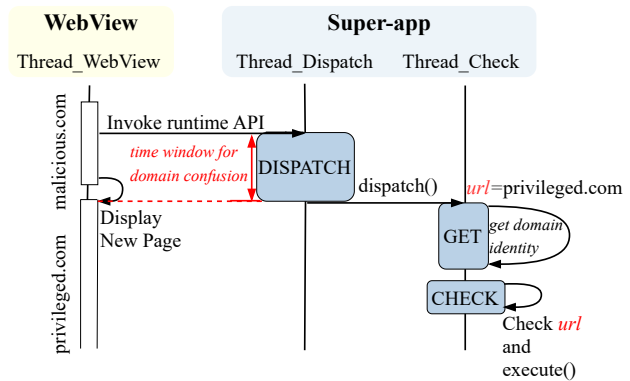 WebView
Super-app
Thread_WebView
Thread_Dispatch
Thread_Check
malicious.com
Invoke runtime API
time window for
domain confusion
DISPATCH
dispatch()
url=privileged.com
Display
New Page
GET
get domain
identity
privileged.com
CHECK
Check url
and
execute()